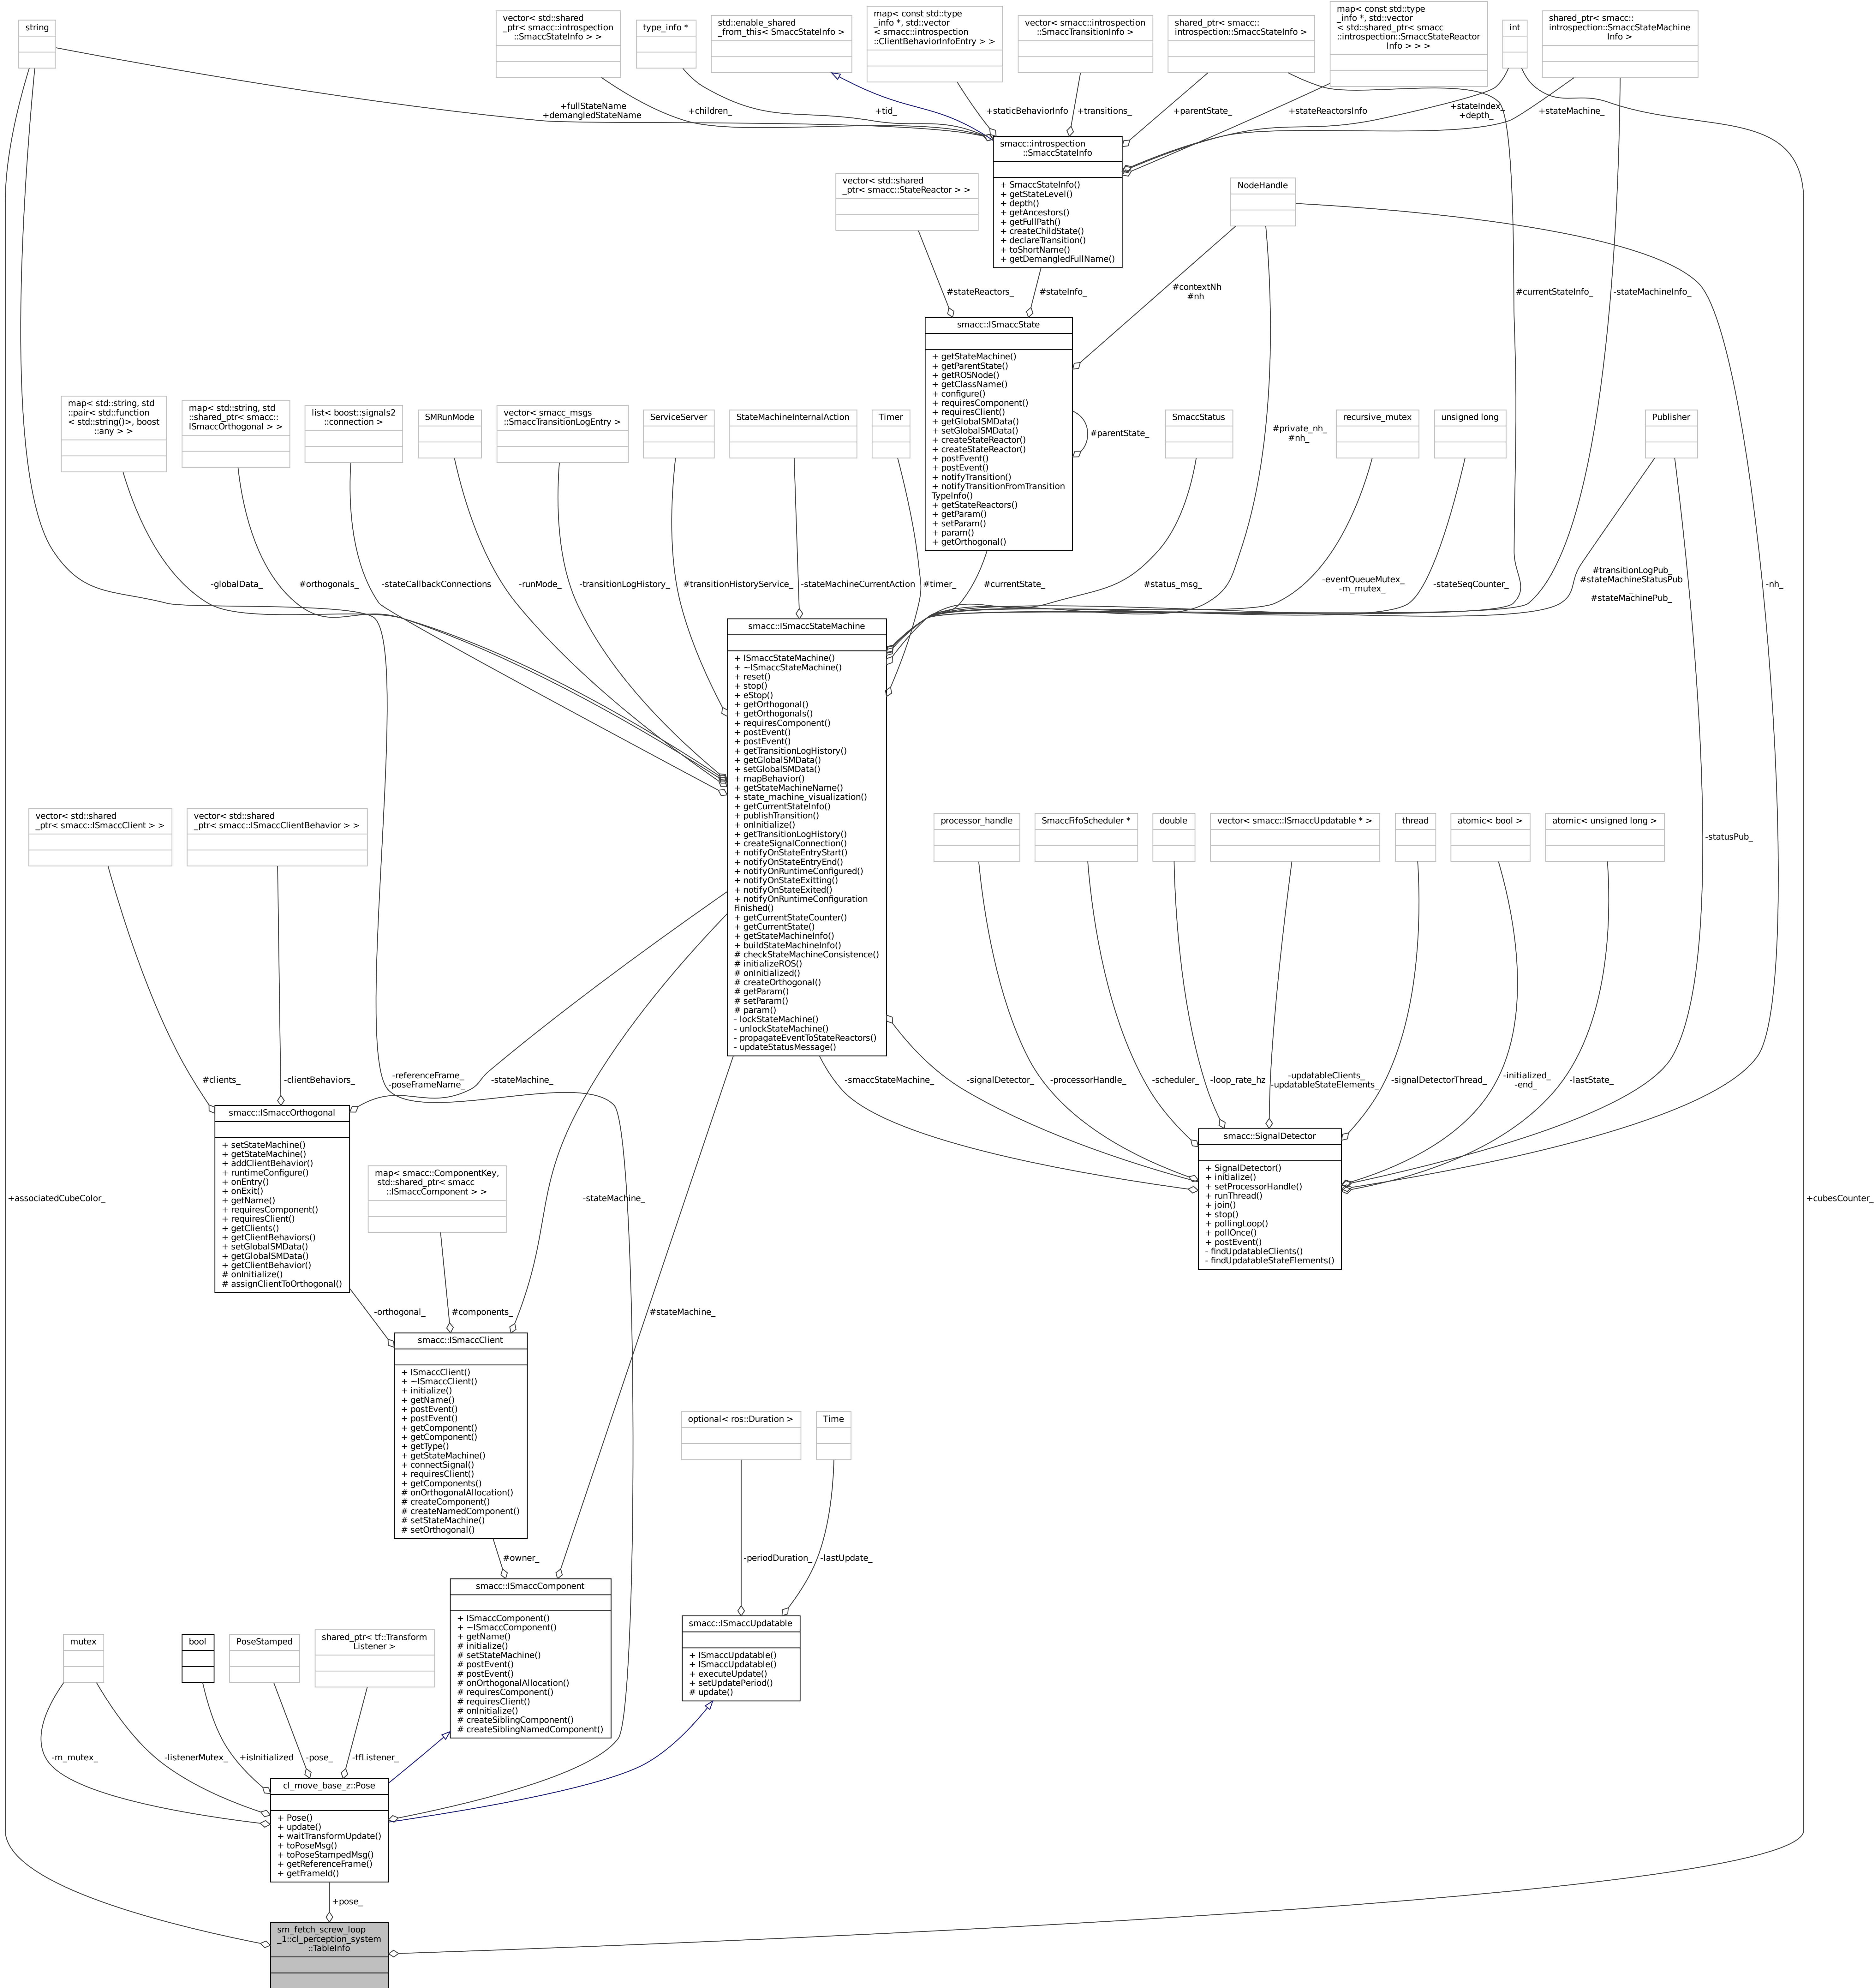 string
vector< std::shared
_ptr< smacc::introspection
::SmaccStateInfo > >
type_info *
std::enable_shared
_from_this< SmaccStateInfo >
map< const std::type
_info *, std::vector
< smacc::introspection
::ClientBehaviorInfoEntry > >
vector< smacc::introspection
::SmaccTransitionInfo >
shared_ptr< smacc::
introspection::SmaccStateInfo >
map< const std::type
_info *, std::vector
< std::shared_ptr< smacc
::introspection::SmaccStateReactor
Info > > >
int
shared_ptr< smacc::
introspection::SmaccStateMachine
Info >
+fullStateName
+demangledStateName
+children_
+tid_
+staticBehaviorInfo
+transitions_
+parentState_
+stateReactorsInfo
+stateIndex_
+depth_
+stateMachine_
smacc::introspection
::SmaccStateInfo
+ SmaccStateInfo()
+ getStateLevel()
+ depth()
+ getAncestors()
+ getFullPath()
+ createChildState()
+ declareTransition()
+ toShortName()
+ getDemangledFullName()
vector< std::shared
_ptr< smacc::StateReactor > >
NodeHandle
#stateReactors_
#stateInfo_
#contextNh
#nh
#currentStateInfo_
-stateMachineInfo_
smacc::ISmaccState
+ getStateMachine()
+ getParentState()
+ getROSNode()
+ getClassName()
+ configure()
+ requiresComponent()
+ requiresClient()
+ getGlobalSMData()
+ setGlobalSMData()
+ createStateReactor()
+ createStateReactor()
+ postEvent()
+ postEvent()
+ notifyTransition()
+ notifyTransitionFromTransition
TypeInfo()
+ getStateReactors()
+ getParam()
+ setParam()
+ param()
+ getOrthogonal()
#parentState_
map< std::string, std
::pair< std::function
< std::string()>, boost
::any > >
map< std::string, std
::shared_ptr< smacc::
ISmaccOrthogonal > >
list< boost::signals2
::connection >
SMRunMode
vector< smacc_msgs
::SmaccTransitionLogEntry >
ServiceServer
StateMachineInternalAction
Timer
SmaccStatus
#private_nh_
#nh_
recursive_mutex
unsigned long
Publisher
-globalData_
#orthogonals_
-stateCallbackConnections
-runMode_
-transitionLogHistory_
#transitionHistoryService_
-stateMachineCurrentAction
#timer_
#currentState_
#status_msg_
-eventQueueMutex_
-m_mutex_
-stateSeqCounter_
#transitionLogPub_
#stateMachineStatusPub
_
#stateMachinePub_
-nh_
smacc::ISmaccStateMachine
+ ISmaccStateMachine()
+ ~ISmaccStateMachine()
+ reset()
+ stop()
+ eStop()
+ getOrthogonal()
+ getOrthogonals()
+ requiresComponent()
+ postEvent()
+ postEvent()
+ getTransitionLogHistory()
+ getGlobalSMData()
+ setGlobalSMData()
+ mapBehavior()
+ getStateMachineName()
+ state_machine_visualization()
+ getCurrentStateInfo()
+ publishTransition()
+ onInitialize()
+ getTransitionLogHistory()
+ createSignalConnection()
+ notifyOnStateEntryStart()
+ notifyOnStateEntryEnd()
+ notifyOnRuntimeConfigured()
+ notifyOnStateExitting()
+ notifyOnStateExited()
+ notifyOnRuntimeConfiguration
Finished()
+ getCurrentStateCounter()
+ getCurrentState()
+ getStateMachineInfo()
+ buildStateMachineInfo()
# checkStateMachineConsistence()
# initializeROS()
# onInitialized()
# createOrthogonal()
# getParam()
# setParam()
# param()
- lockStateMachine()
- unlockStateMachine()
- propagateEventToStateReactors()
- updateStatusMessage()
vector< std::shared
_ptr< smacc::ISmaccClient > >
vector< std::shared
_ptr< smacc::ISmaccClientBehavior > >
processor_handle
SmaccFifoScheduler *
double
vector< smacc::ISmaccUpdatable * >
thread
atomic< bool >
atomic< unsigned long >
-statusPub_
#clients_
-clientBehaviors_
-referenceFrame_
-poseFrameName_
-stateMachine_
-smaccStateMachine_
-signalDetector_
-processorHandle_
-scheduler_
-loop_rate_hz
-updatableClients_
-updatableStateElements_
-signalDetectorThread_
-initialized_
-end_
-lastState_
smacc::ISmaccOrthogonal
+ setStateMachine()
+ getStateMachine()
+ addClientBehavior()
+ runtimeConfigure()
+ onEntry()
+ onExit()
+ getName()
+ requiresComponent()
+ requiresClient()
+ getClients()
+ getClientBehaviors()
+ setGlobalSMData()
+ getGlobalSMData()
+ getClientBehavior()
# onInitialize()
# assignClientToOrthogonal()
smacc::SignalDetector
+ SignalDetector()
+ initialize()
+ setProcessorHandle()
+ runThread()
+ join()
+ stop()
+ pollingLoop()
+ pollOnce()
+ postEvent()
- findUpdatableClients()
- findUpdatableStateElements()
map< smacc::ComponentKey,
std::shared_ptr< smacc
::ISmaccComponent > >
+associatedCubeColor_
-stateMachine_
+cubesCounter_
-orthogonal_
#components_
#stateMachine_
smacc::ISmaccClient
+ ISmaccClient()
+ ~ISmaccClient()
+ initialize()
+ getName()
+ postEvent()
+ postEvent()
+ getComponent()
+ getComponent()
+ getType()
+ getStateMachine()
+ connectSignal()
+ requiresClient()
+ getComponents()
# onOrthogonalAllocation()
# createComponent()
# createNamedComponent()
# setStateMachine()
# setOrthogonal()
optional< ros::Duration >
Time
#owner_
-periodDuration_
-lastUpdate_
smacc::ISmaccComponent
+ ISmaccComponent()
+ ~ISmaccComponent()
+ getName()
# initialize()
# setStateMachine()
# postEvent()
# postEvent()
# onOrthogonalAllocation()
# requiresComponent()
# requiresClient()
# onInitialize()
# createSiblingComponent()
# createSiblingNamedComponent()
smacc::ISmaccUpdatable
+ ISmaccUpdatable()
+ ISmaccUpdatable()
+ executeUpdate()
+ setUpdatePeriod()
# update()
mutex
bool
PoseStamped
shared_ptr< tf::Transform
Listener >
-m_mutex_
-listenerMutex_
+isInitialized
-pose_
-tfListener_
cl_move_base_z::Pose
+ Pose()
+ update()
+ waitTransformUpdate()
+ toPoseMsg()
+ toPoseStampedMsg()
+ getReferenceFrame()
+ getFrameId()
+pose_
sm_fetch_screw_loop
_1::cl_perception_system
::TableInfo